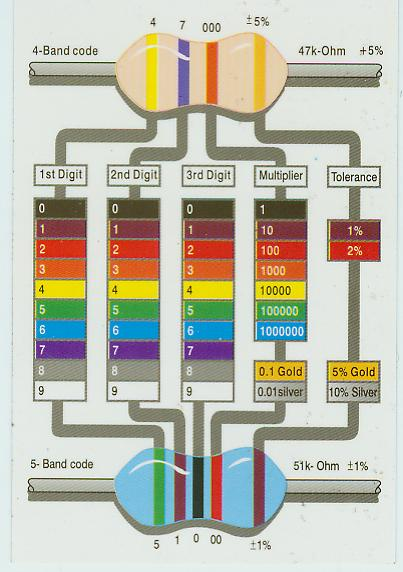 4 7 000 ±5%
4-Band code 47k-Ohm +5%
1st Digit 2nd Digit 3rd Digit Multiplier Tolerance
0 0 0 1
1 1 1 10 1%
2 2 2 100 2%
3 3 3 1000
4 4 4 10000
5 5 5 100000
6 6 6 1000000
7 7 7
8 8 8 0.1 Gold 5% Gold
9 9 9 0.01silver 10% Silver
5- Band code 51k- Ohm ±1%
5 1 0 00 ±1%